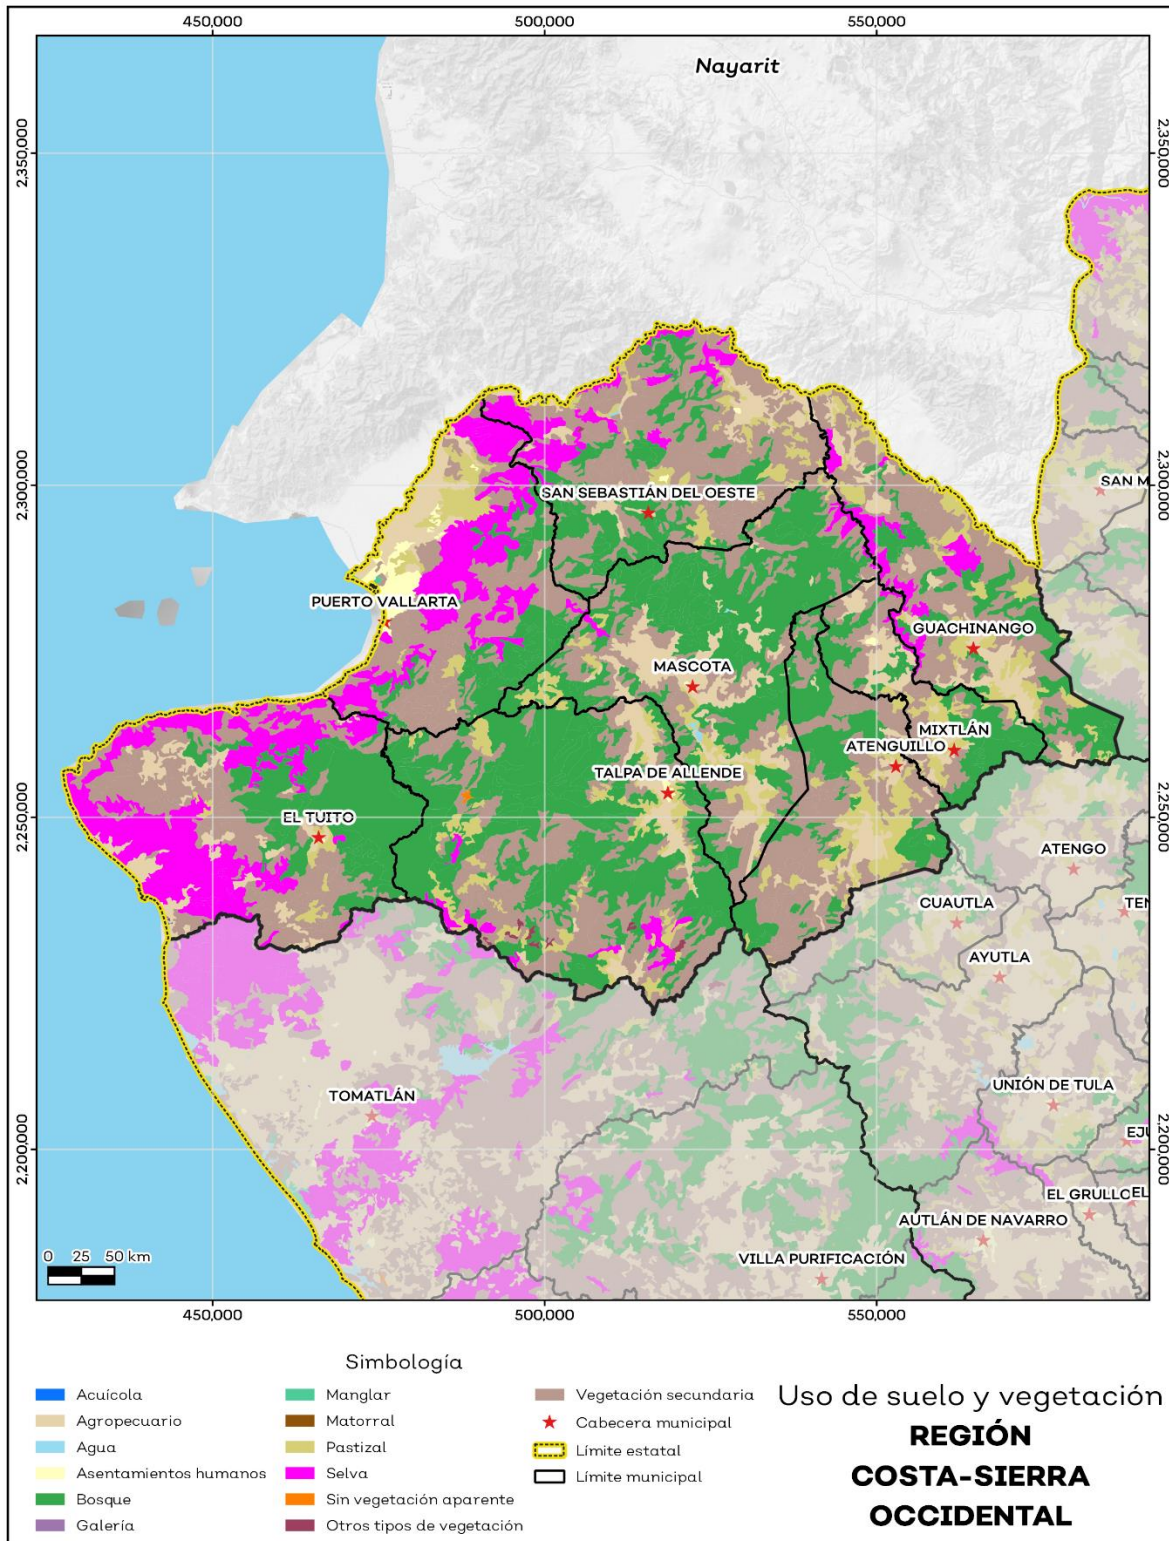 450,000
500,000
550,000
Nayarit
2,350,000
2,350,000
2,300,000
2,300,000
SAN M
SAN SEBASTIÁN DEL OESTE
PUERTO VALLARTA
GUACHINANGO
MASCOTA
MIXTLÁN
ATENGUILLO
TALPA DE ALLENDE
EL TUITO
2,250,000
2,250,000
ATENGO
CUAUTLA
TEN
AYUTLA
UNIÓN DE TULA
TOMATLÁN
2,200,000
2,200,000
EJU
EL GRULLO
EL
AUTLÁN DE NAVARRO
VILLA PURIFICACIÓN
0 25 50 km
450,000
500,000
550,000
Simbología
Acuícola
Agropecuario
Agua
Asentamientos humanos
Bosque
Galería
Manglar
Matorral
Pastizal
Selva
Sin vegetación aparente
Otros tipos de vegetación
Vegetación secundaria
Cabecera municipal
Límite estatal
Límite municipal
Uso de suelo y vegetación
REGIÓN
COSTA-SIERRA
OCCIDENTAL